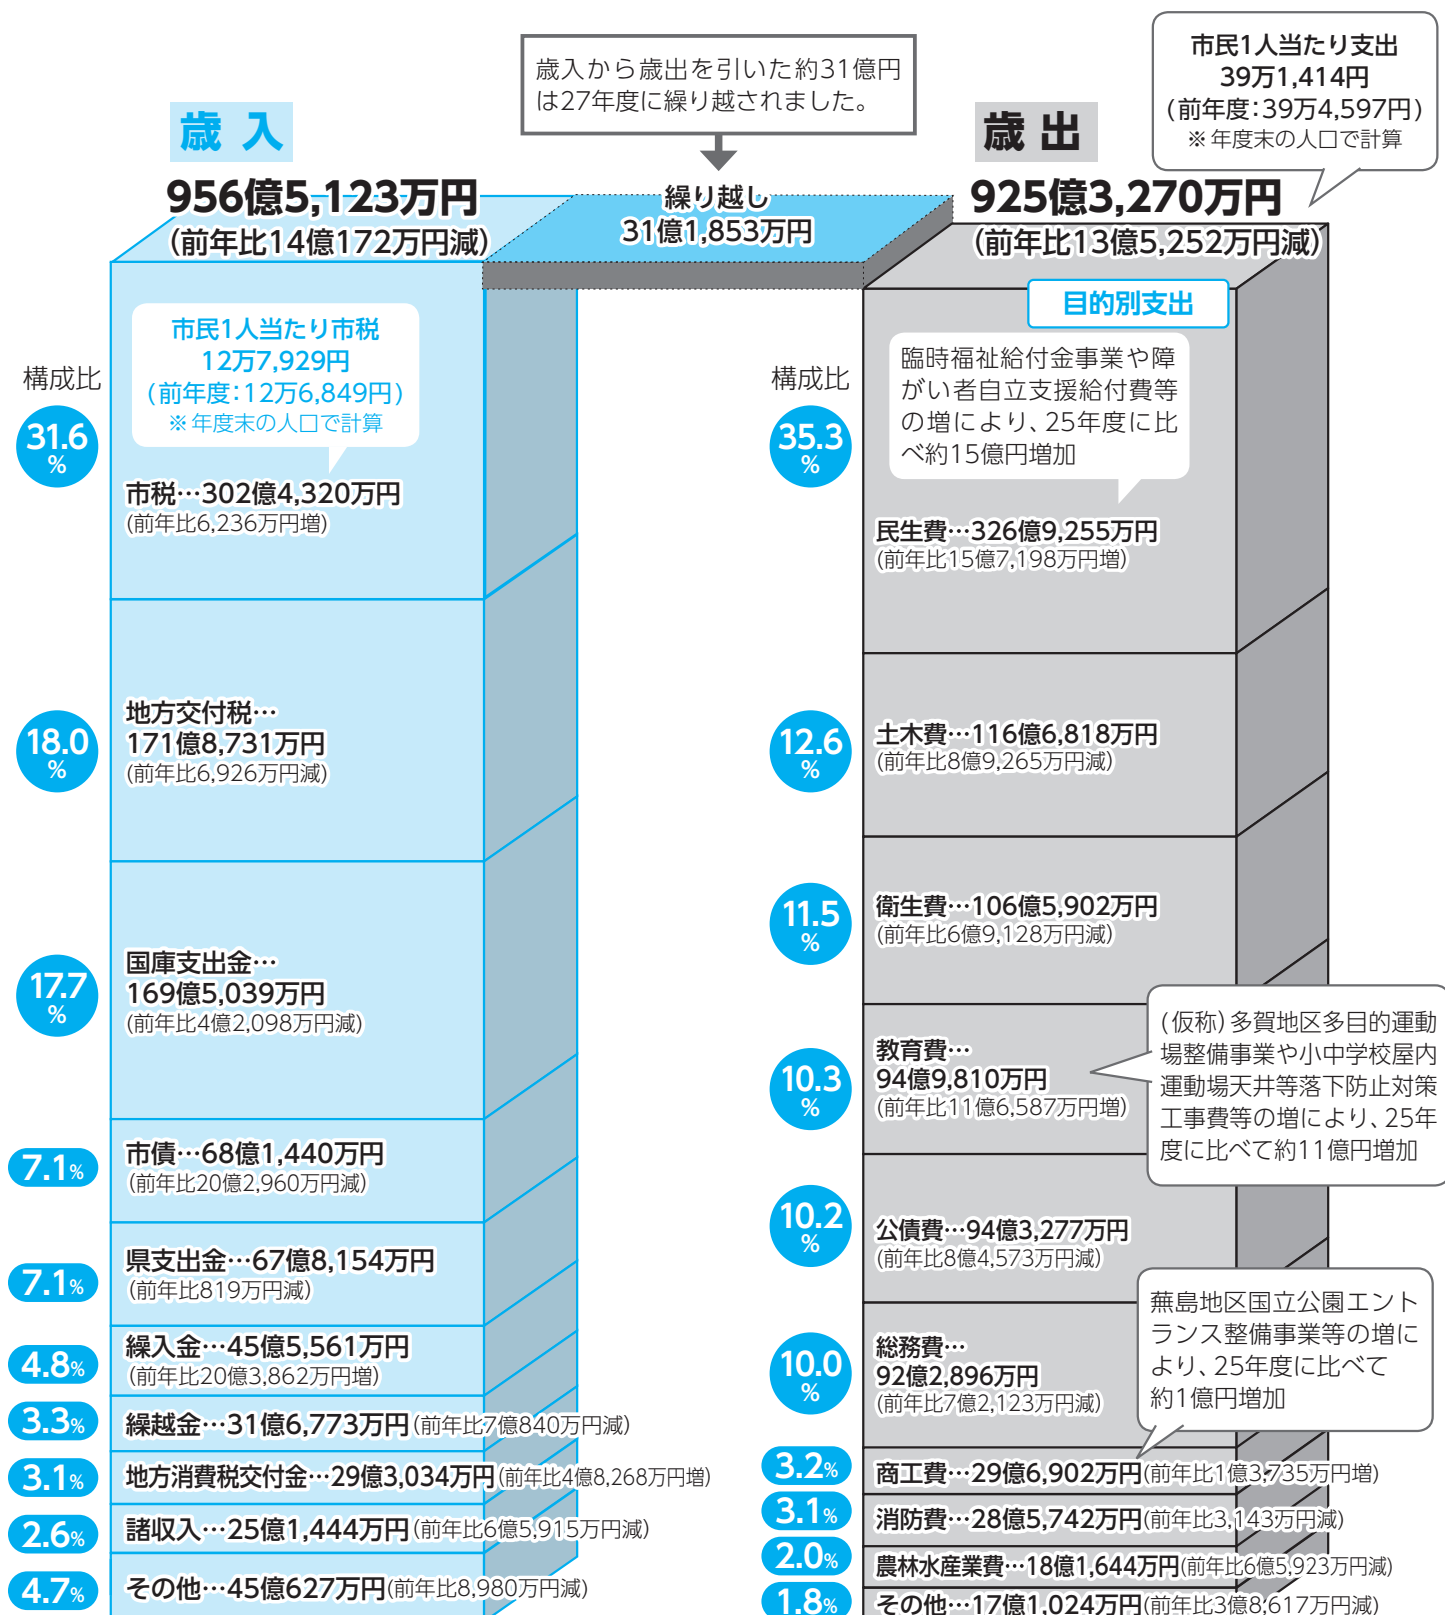 歳入から歳出を引いた約31億円
は27年度に繰り越されました。
市民1人当たり支出
39万1,414円
(前年度：39万4,597円)
※年度末の人口で計算
歳入
956億5,123万円
(前年比14億172万円減)
繰り越し
31億1,853万円
歳出
925億3,270万円
(前年比13億5,252万円減)
市民1人当たり市税
12万7,929円
(前年度：12万6,849円)
※年度末の人口で計算
構成比
31.6
%
市税…302億4,320万円
(前年比6,236万円増)
18.0
%
地方交付税…
171億8,731万円
(前年比6,926万円減)
17.7
%
国庫支出金…
169億5,039万円
(前年比4億2,098万円減)
7.1%
市債…68億1,440万円
(前年比20億2,960万円減)
7.1%
県支出金…67億8,154万円
(前年比819万円減)
4.8%
繰入金…45億5,561万円
(前年比20億3,862万円増)
3.3%
繰越金…31億6,773万円(前年比7億840万円減)
3.1%
地方消費税交付金…29億3,034万円(前年比4億8,268万円増)
2.6%
諸収入…25億1,444万円(前年比6億5,915万円減)
4.7%
その他…45億627万円(前年比8,980万円減)
目的別支出
臨時福祉給付金事業や障
がい者自立支援給付費等
の増により、25年度に比
べ約15億円増加
構成比
35.3
%
民生費…326億9,255万円
(前年比15億7,198万円増)
12.6
%
土木費…116億6,818万円
(前年比8億9,265万円減)
11.5
%
衛生費…106億5,902万円
(前年比6億9,128万円減)
10.3
%
教育費…
94億9,810万円
(前年比11億6,587万円増)
(仮称)多賀地区多目的運動
場整備事業や小中学校屋内
運動場天井等落下防止対策
工事費等の増により、25年
度に比べて約11億円増加
10.2
%
公債費…94億3,277万円
(前年比8億4,573万円減)
10.0
%
総務費…
92億2,896万円
(前年比7億2,123万円減)
蕪島地区国立公園エント
ランス整備事業等の増に
より、25年度に比べて
約1億円増加
3.2%
商工費…29億6,902万円(前年比1億3,735万円増)
3.1%
消防費…28億5,742万円(前年比3,143万円減)
2.0%
農林水産業費…18億1,644万円(前年比6億5,923万円減)
1.8%
その他…17億1,024万円(前年比3億8,617万円減)